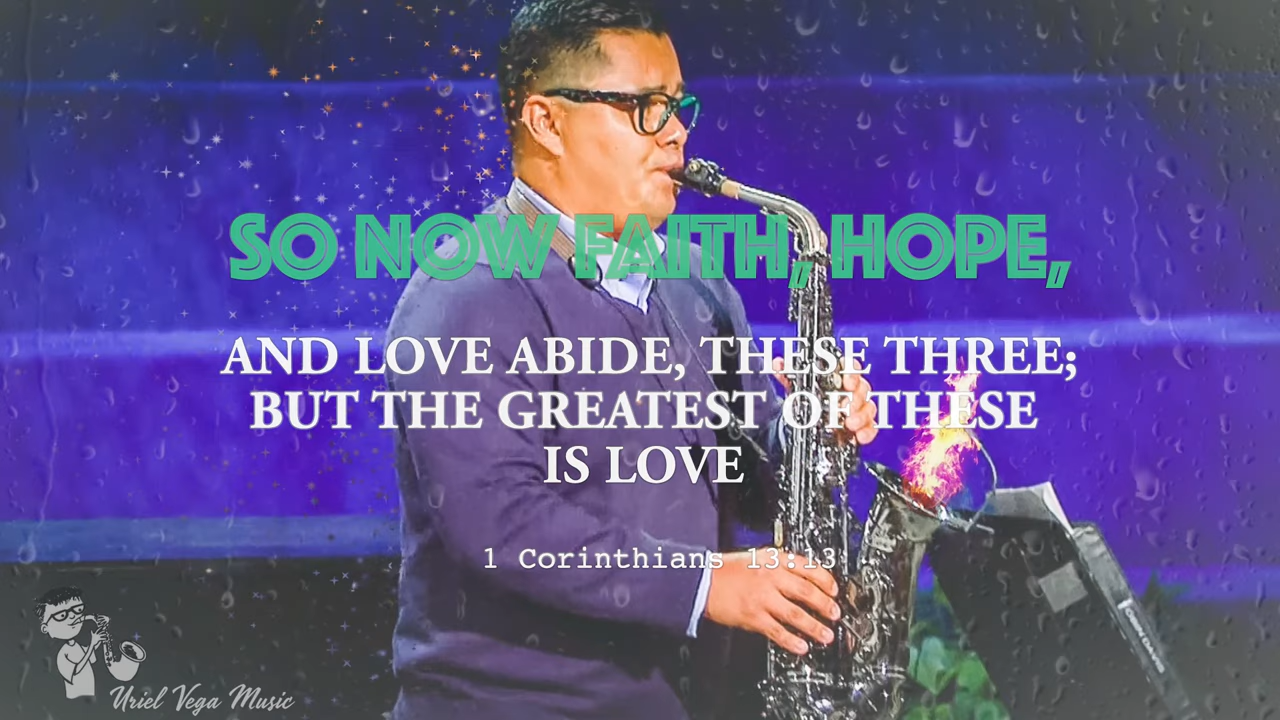 SO NOW FAITH, HOPE,
AND LOVE ABIDE, THESE THREE;
BUT THE GREATEST OF THESE
IS LOVE
1 Corinthians 13:13
Uriel Vega Music